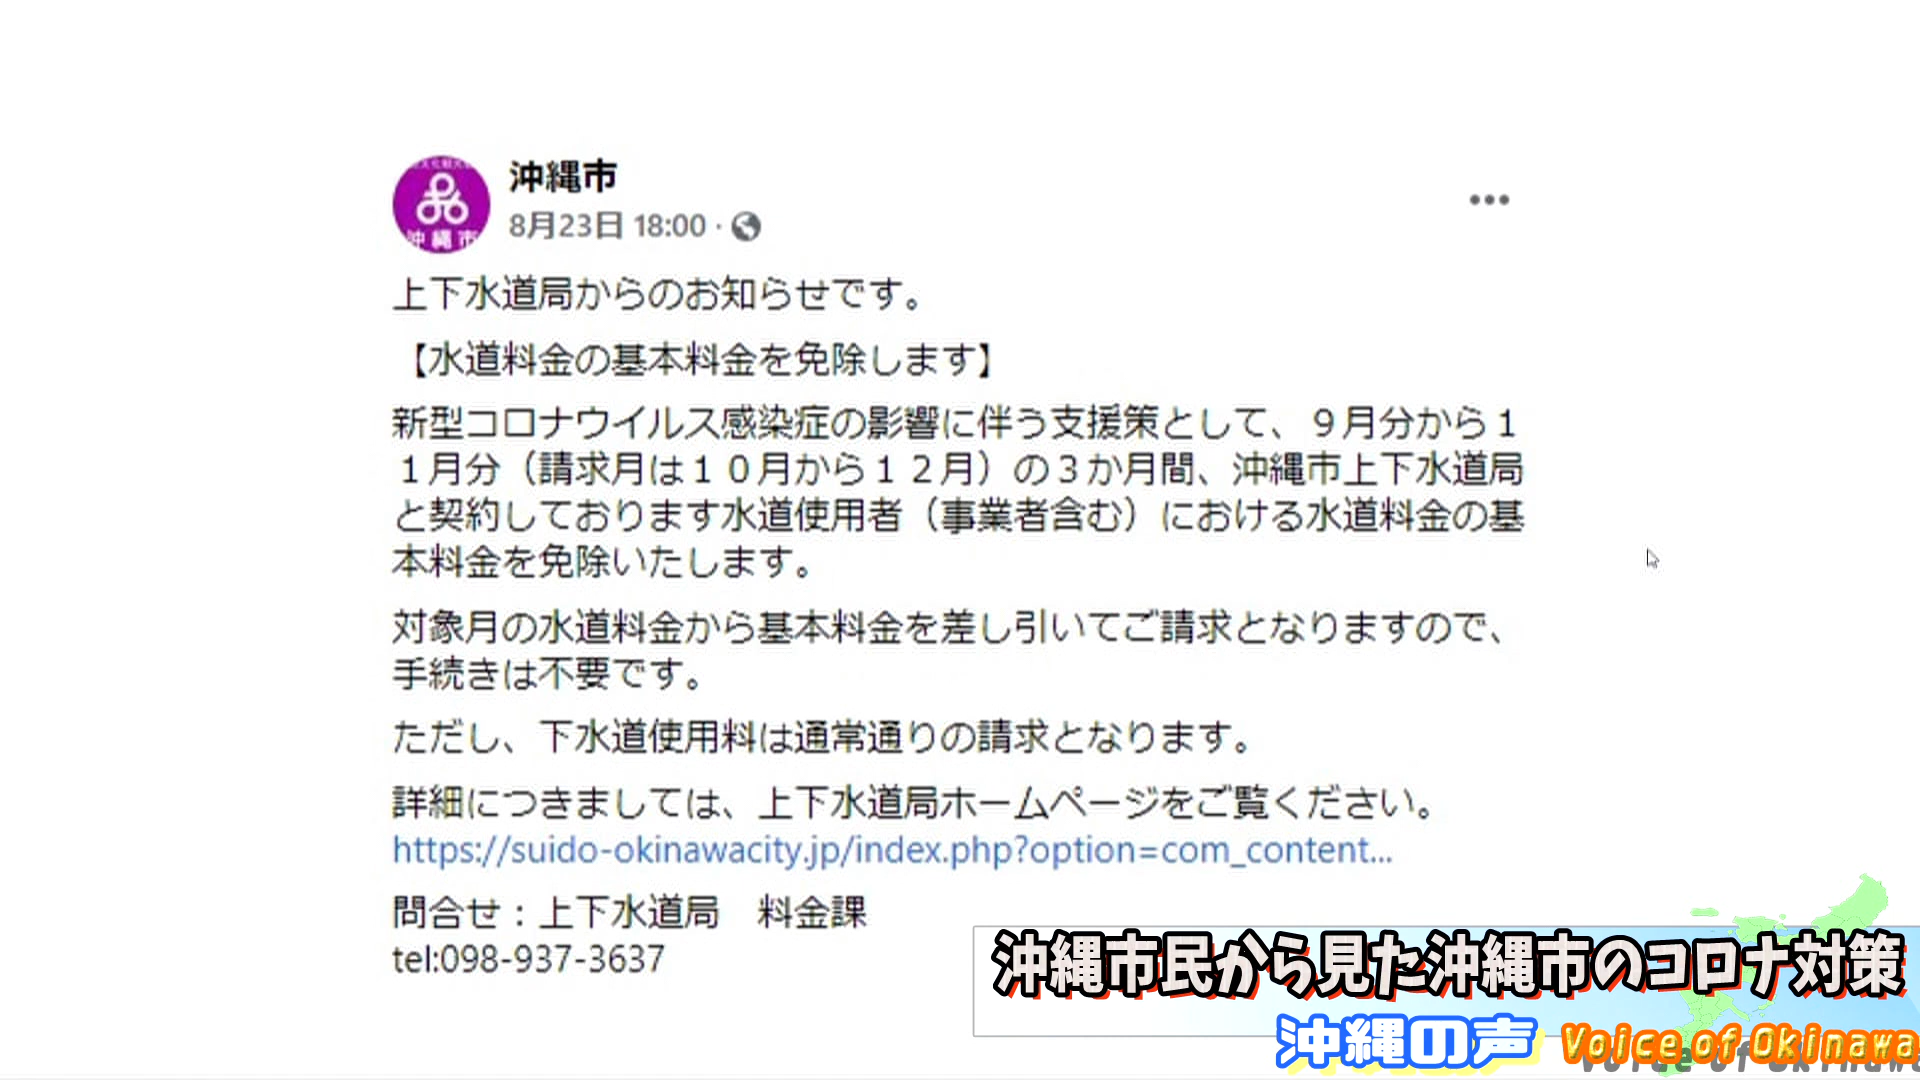 沖縄市
沖縄市
8月23日 18:00 ·
上下水道局からのお知らせです。
【水道料金の基本料金を免除します】
新型コロナウイルス感染症の影響に伴う支援策として、９月分から１
１月分（請求月は１０月から１２月）の３か月間、沖縄市上下水道局
と契約しております水道使用者（事業者含む）における水道料金の基
本料金を免除いたします。
対象月の水道料金から基本料金を差し引いてご請求となりますので、
手続きは不要です。
ただし、下水道使用料は通常通りの請求となります。
詳細につきましては、上下水道局ホームページをご覧ください。
https://suido-okinawacity.jp/index.php?option=com_content...
問合せ：上下水道局　料金課
tel:098-937-3637
沖縄市民から見た沖縄市のコロナ対策
沖縄の声 Voice of Okinawa